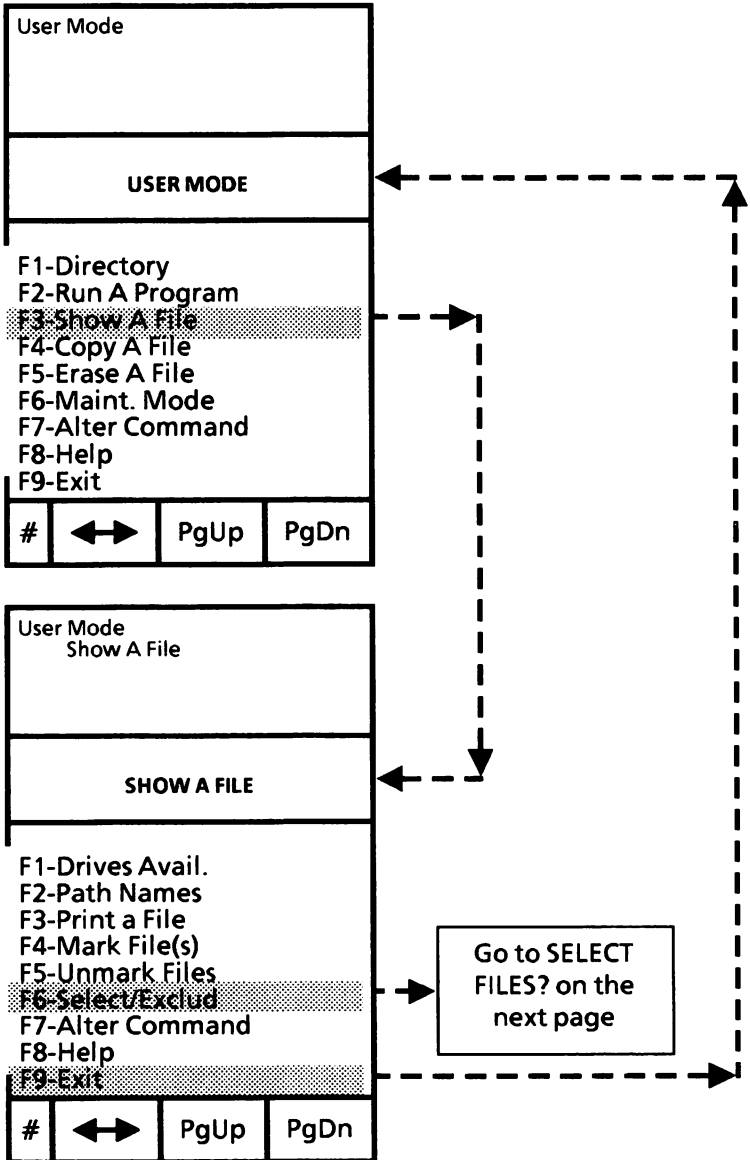 User Mode
USER MODE
F1-Directory
F2-Run A Program
F3-Show A File
F4-Copy A File
F5-Erase A File
F6-Maint. Mode
F7-Alter Command
F8-Help
F9-Exit
# PgUp PgDn
User Mode
Show A File
SHOW A FILE
F1-Drives Avail.
F2-Path Names
F3-Print a File
F4-Mark File(s)
F5-Unmark Files
F6-Select/Exclud
F7-Alter Command
F8-Help
F9-Exit
Go to SELECT
FILES? on the
next page
# PgUp PgDn